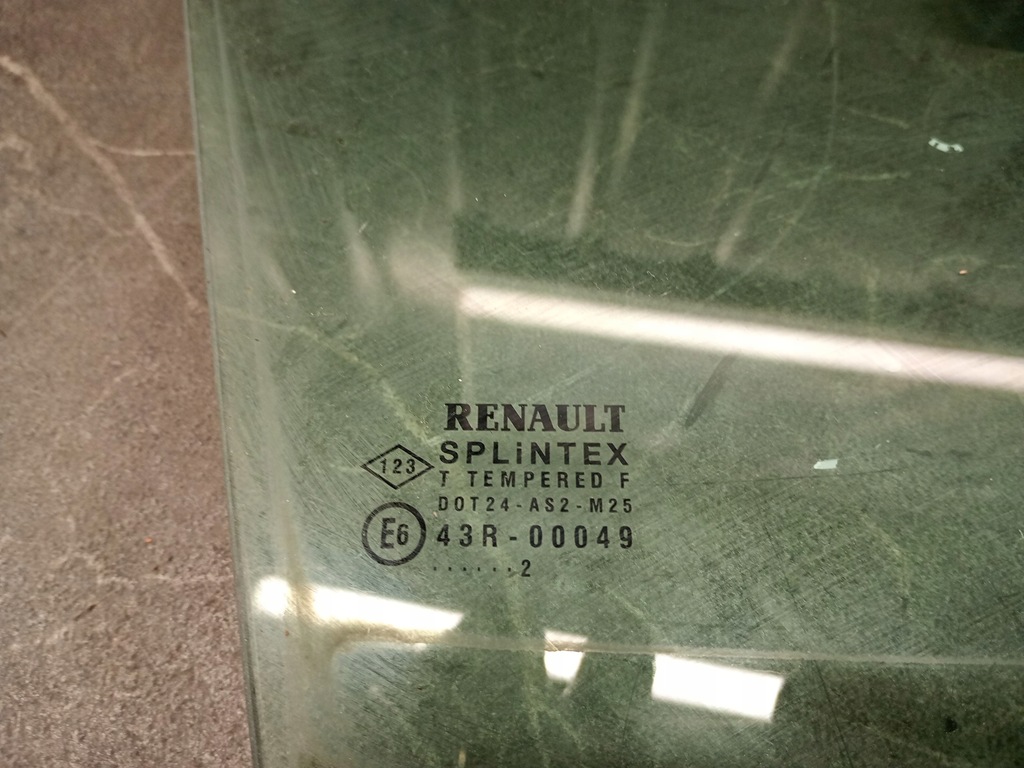 RENAULT
SPLiNTEX
123
T TEMPERED F
DOT24-AS2-M25
E6 43R-00049
......2